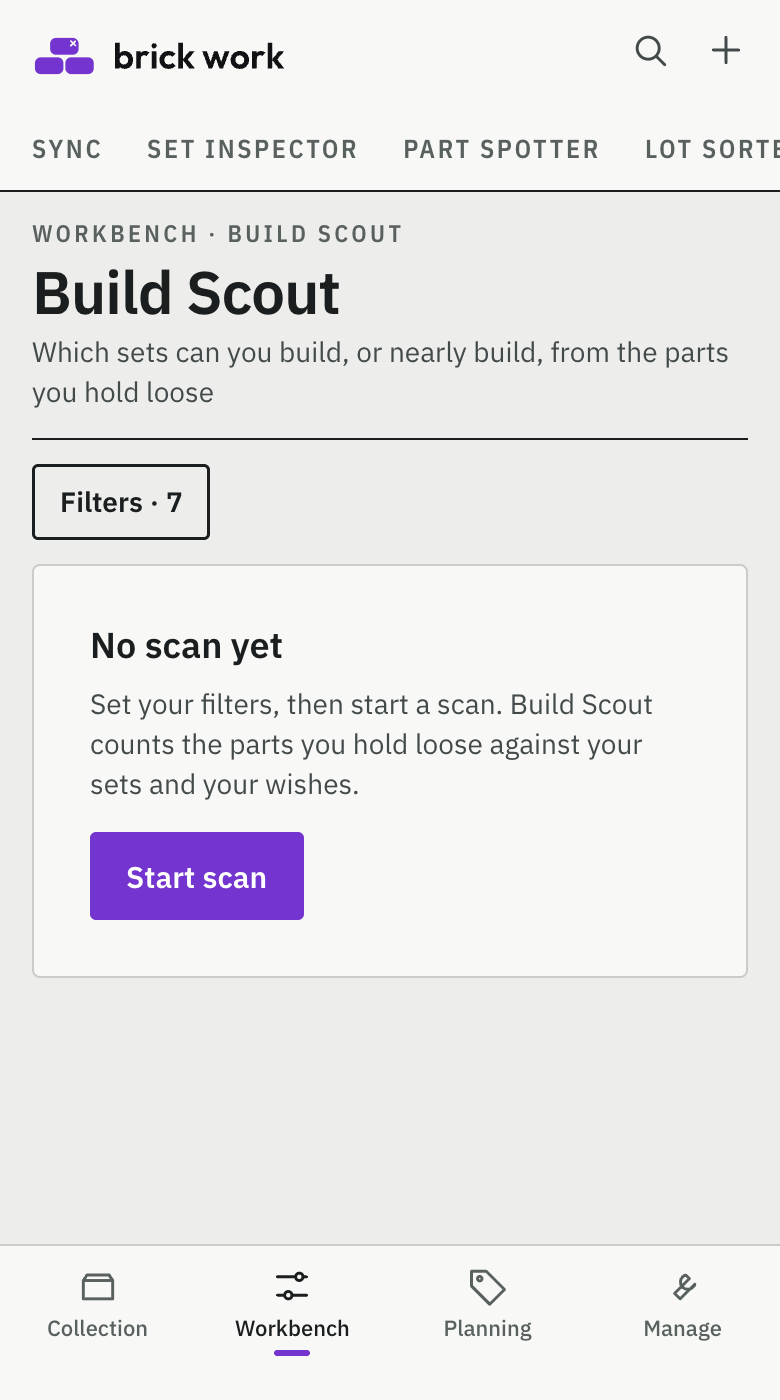 brick work
SYNC SET INSPECTOR PART SPOTTER LOT SORTE
WORKBENCH · BUILD SCOUT
Build Scout
Which sets can you build, or nearly build, from the parts
you hold loose
Filters · 7
No scan yet
Set your filters, then start a scan. Build Scout
counts the parts you hold loose against your
sets and your wishes.
Start scan
Collection Workbench Planning Manage